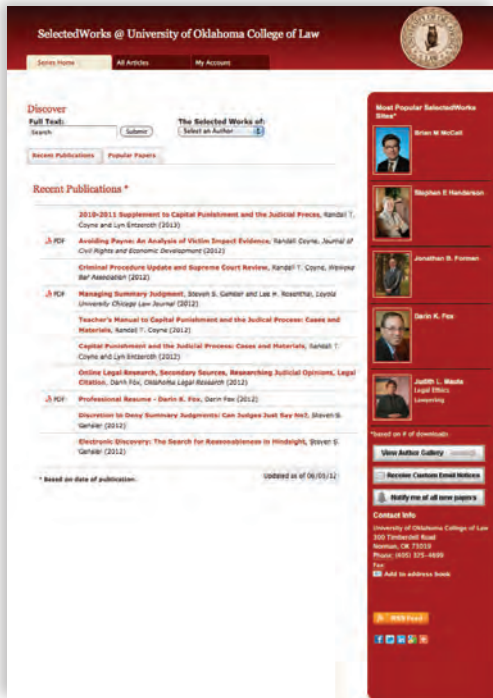 SelectedWorks @ University of Oklahoma College of Law
Series Home
All Articles
My Account
Discover
Full Text:
Search
Submit
The Selected Works of:
Select an Author
Recent Publications
Popular Papers
Recent Publications *
2010-2011 Supplement to Capital Punishment and the Judicial Proces, Randall T.
Coyne and Lyn Entzeroth (2013)
PDF
Avoiding Payne: An Analysis of Victim Impact Evidence, Randall Coyne, Journal of
Civil Rights and Economic Development (2012)
Criminal Procedure Update and Supreme Court Review, Randall T. Coyne,
Bar Association (2012)
PDF
Managing Summary Judgment, Steven S. Gensler and Lee H. Rosenthal, Loyola
University Chicago Law Journal (2012)
Teacher's Manual to Capital Punishment and the Judicial Process: Cases and
Materials, Randall T. Coyne (2012)
Capital Punishment and the Judicial Process: Cases and Materials, Randall T.
Coyne and Lyn Entzeroth (2012)
Online Legal Research, Secondary Sources, Researching Judicial Opinions, Legal
Citation, Darin Fox, Oklahoma Legal Research (2012)
PDF
Professional Resume - Darin K. Fox, Darin Fox (2012)
Discretion to Deny Summary Judgments: Can Judges Just Say No?, Steven S.
Gensler (2012)
Electronic Discovery: The Search for Reasonableness in Hindsight, Steven S.
Gensler (2012)
* Based on date of publication.
Updated as of 06/05/12
Most Popular SelectedWorks
Sites*
Brian M McCall
Stephen E Henderson
Jonathan B. Forman
Darin K. Fox
Judith L. Maute
Legal Ethics
Lawyering
*based on # of downloads
View Author Gallery
Receive Custom Email Notices
Notify me of all new papers
Contact Info
University of Oklahoma College of Law
300 Timberdell Road
Norman, OK 73019
Phone: (405) 325-4699
Fax:
Add to address book
RSS Feed